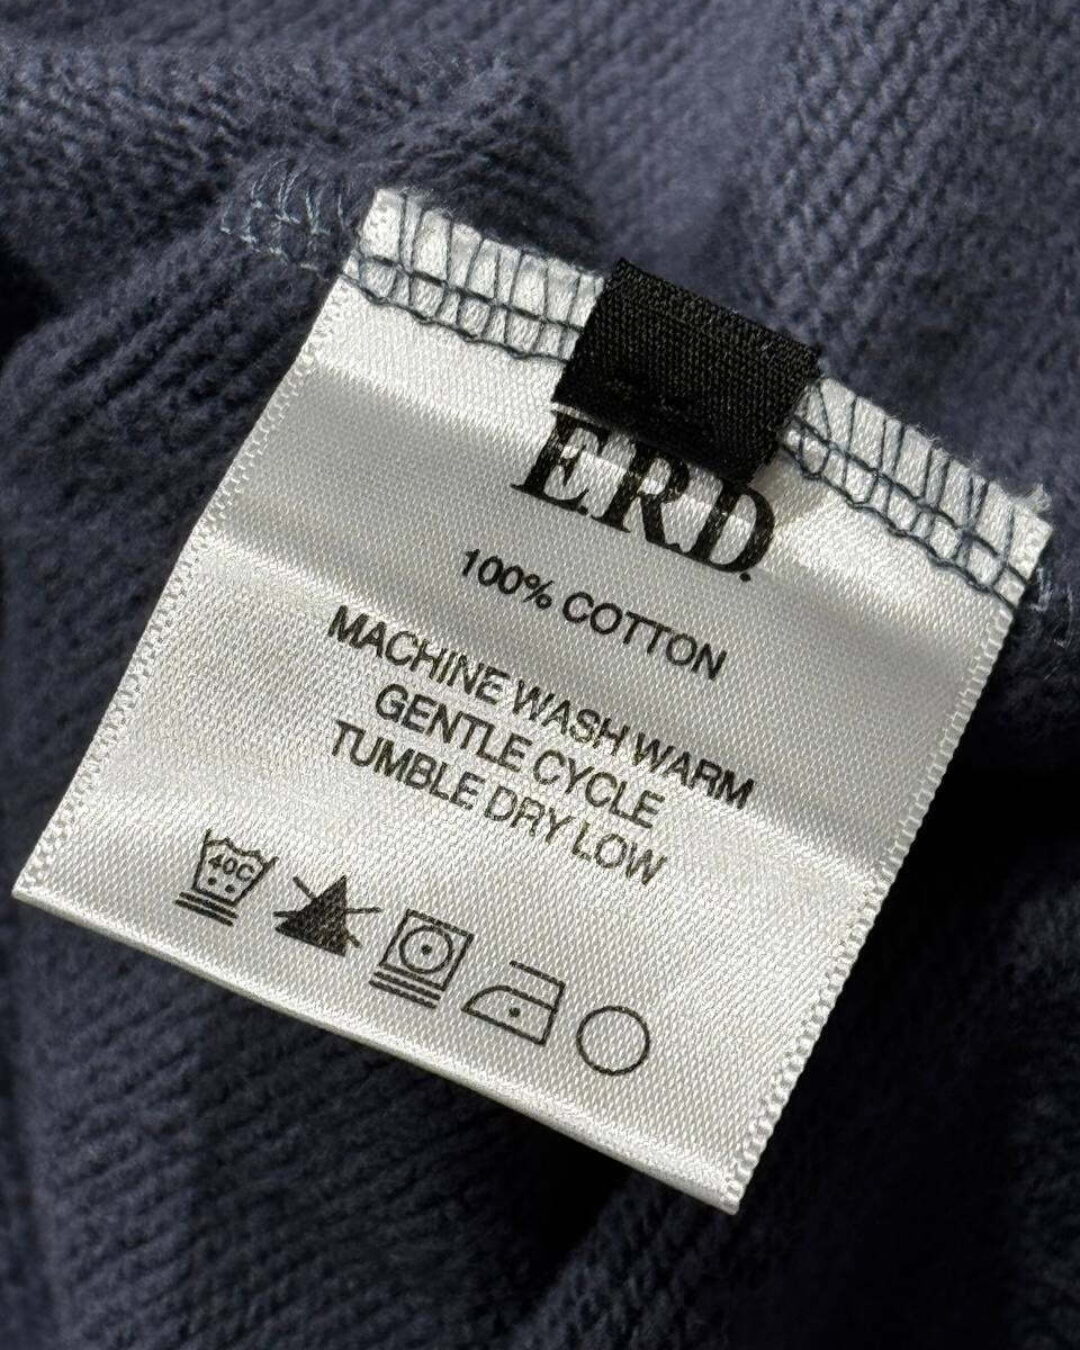 E.R.D.
100% COTTON
MACHINE WASH WARM
GENTLE CYCLE
TUMBLE DRY LOW
40C